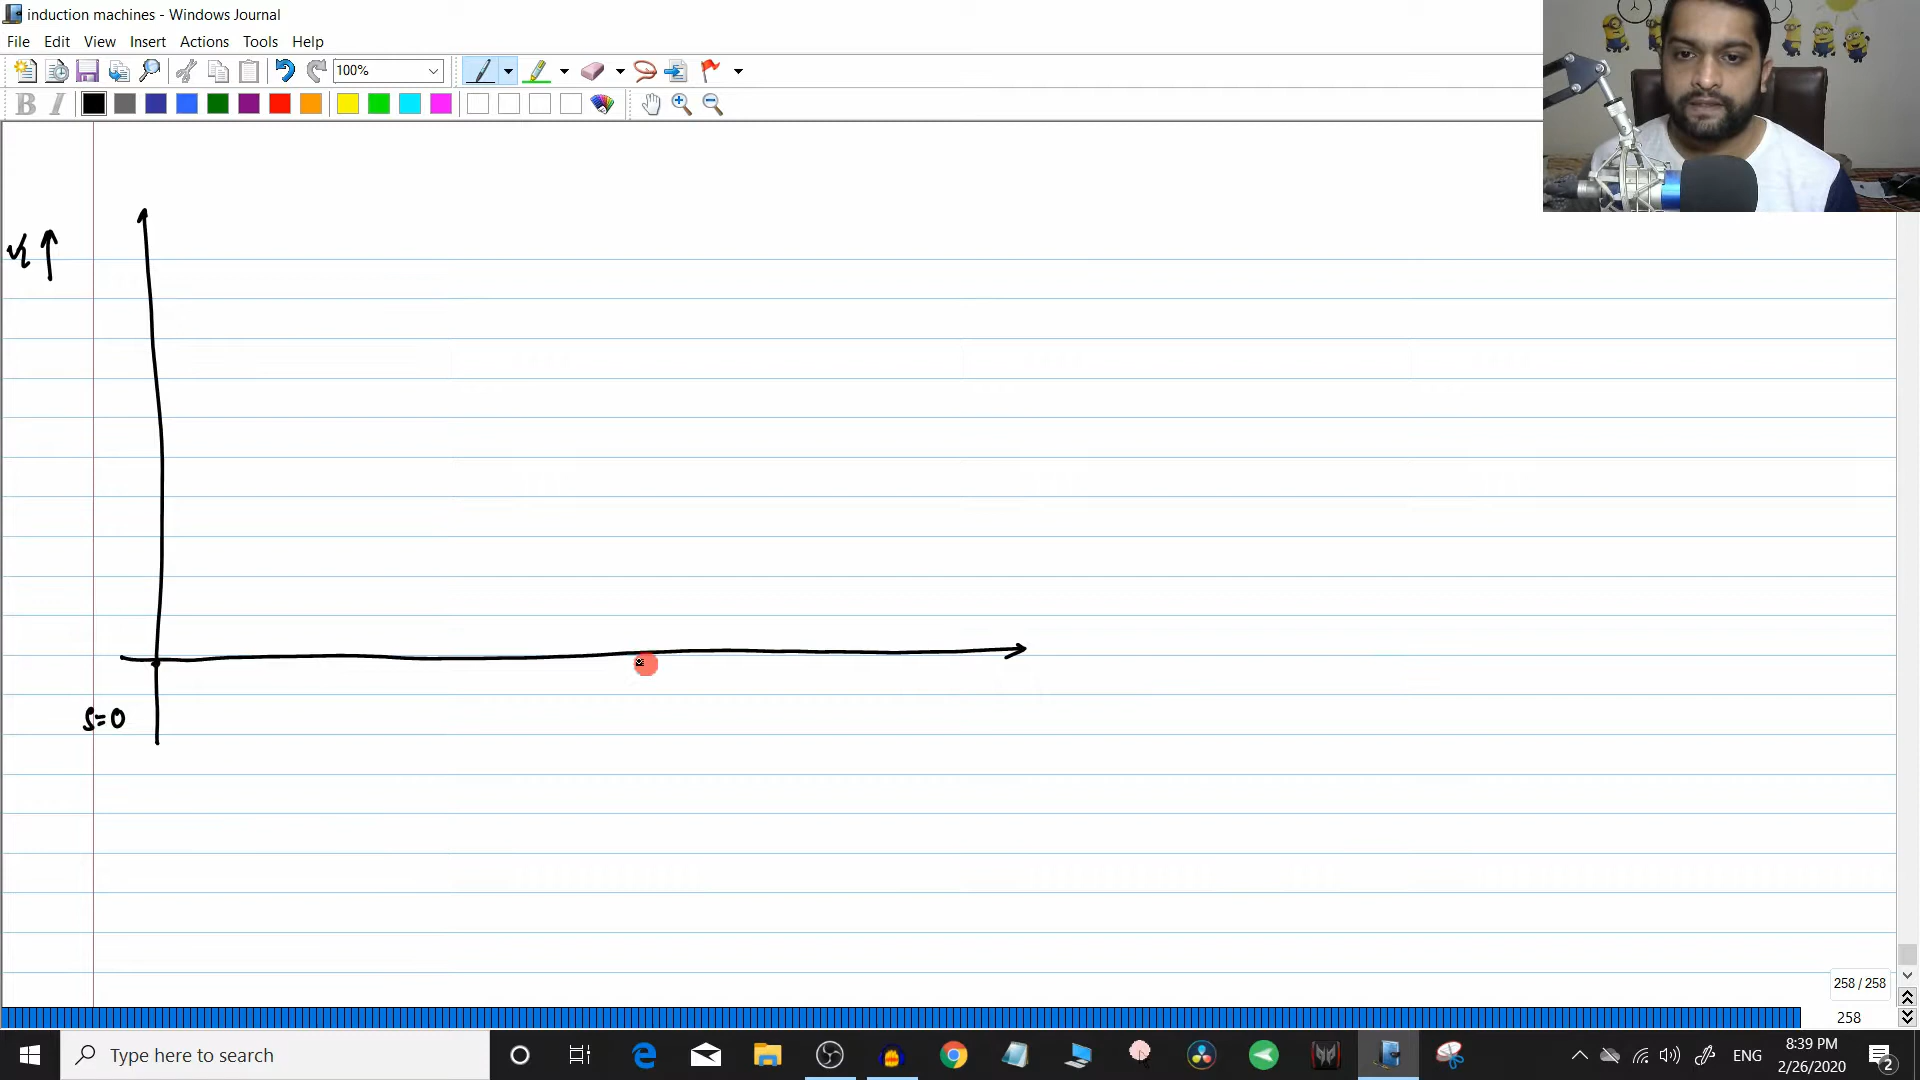 induction machines - Windows Journal
File Edit View Insert Actions Tools Help
100%
B I
s=0
258 / 258
258
Type here to search
ENG
8:39 PM
2/26/2020
2